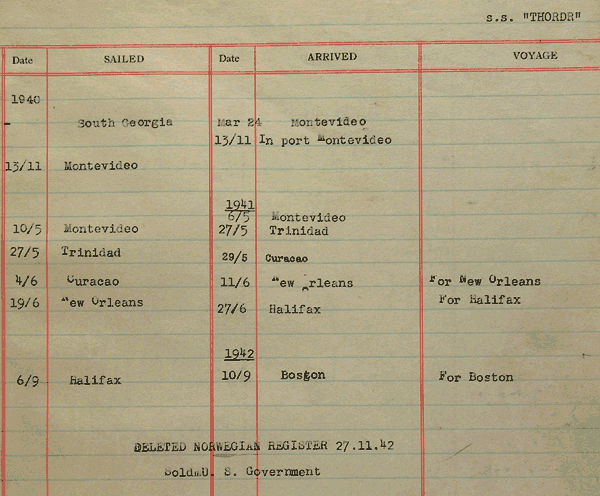 s.s. "THORDR"
Date SAILED Date ARRIVED VOYAGE
1940
- South Georgia Mar 24 Montevideo
13/11 In port Montevideo
13/11 Montevideo
1941
6/5 Montevideo
10/5 Montevideo 27/5 Trinidad
27/5 Trinidad 29/5 Curacao
4/6 Curacao 11/6 New Orleans For New Orleans
19/6 New Orleans 27/6 Halifax For Halifax
1942
6/9 Halifax 10/9 Boston For Boston
DELETED NORWEGIAN REGISTER 27.11.42
Sold U. S. Government